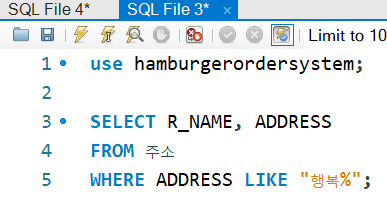 SQL File 4* SQL File 3* ×
Limit to 10
1 use hamburgerordersystem;
2
3 SELECT R_NAME, ADDRESS
4 FROM 주소
5 WHERE ADDRESS LIKE "행복%";